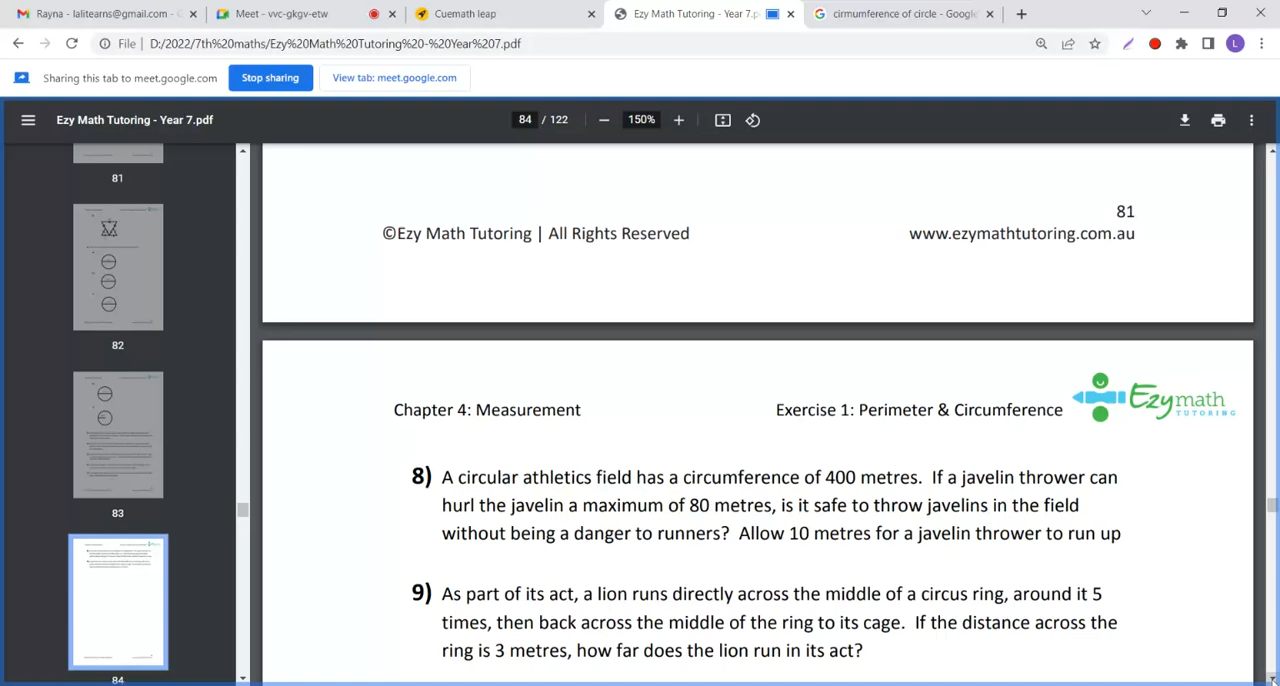 Rayna - lalitearns@gmail.com -
Meet - vvc-gkgv-etw
Cuemath leap
Ezy Math Tutoring - Year 7.p
cirmumference of circle - Google
File
D:/2022/7th%20maths/Ezy%20Math%20Tutoring%20-%20Year%207.pdf
L
Sharing this tab to meet.google.com
Stop sharing
View tab: meet.google.com
Ezy Math Tutoring - Year 7.pdf
84 / 122
150%
81
82
83
84
81
©Ezy Math Tutoring | All Rights Reserved
www.ezymathtutoring.com.au
Chapter 4: Measurement
Exercise 1: Perimeter & Circumference
Ezymath
TUTORING
8) A circular athletics field has a circumference of 400 metres. If a javelin thrower can
hurl the javelin a maximum of 80 metres, is it safe to throw javelins in the field
without being a danger to runners? Allow 10 metres for a javelin thrower to run up
9) As part of its act, a lion runs directly across the middle of a circus ring, around it 5
times, then back across the middle of the ring to its cage. If the distance across the
ring is 3 metres, how far does the lion run in its act?